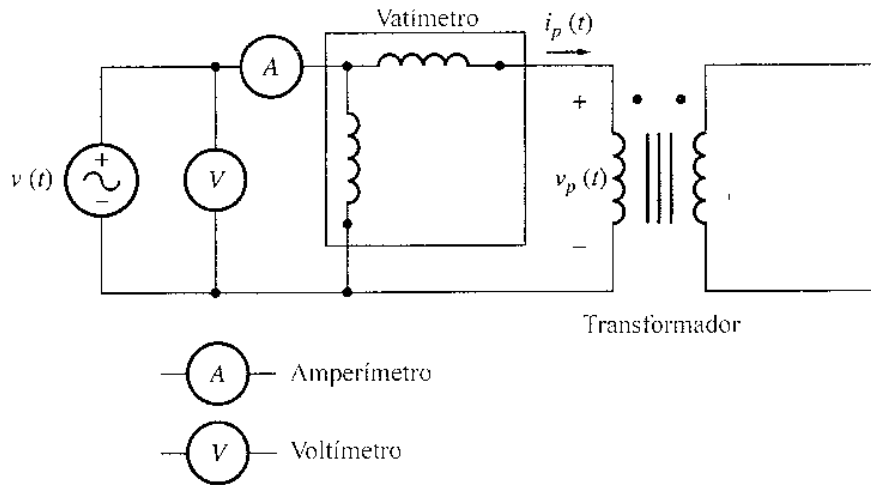 Vatímetro
i_p (t)
A
+
v (t)
+
−
V
v_p (t)
−
Transformador
A
Amperímetro
V
Voltímetro